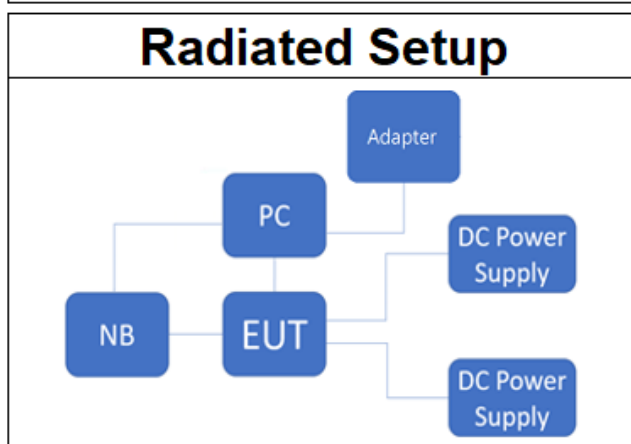 Radiated Setup
Adapter
PC
DC Power
Supply
NB
EUT
DC Power
Supply